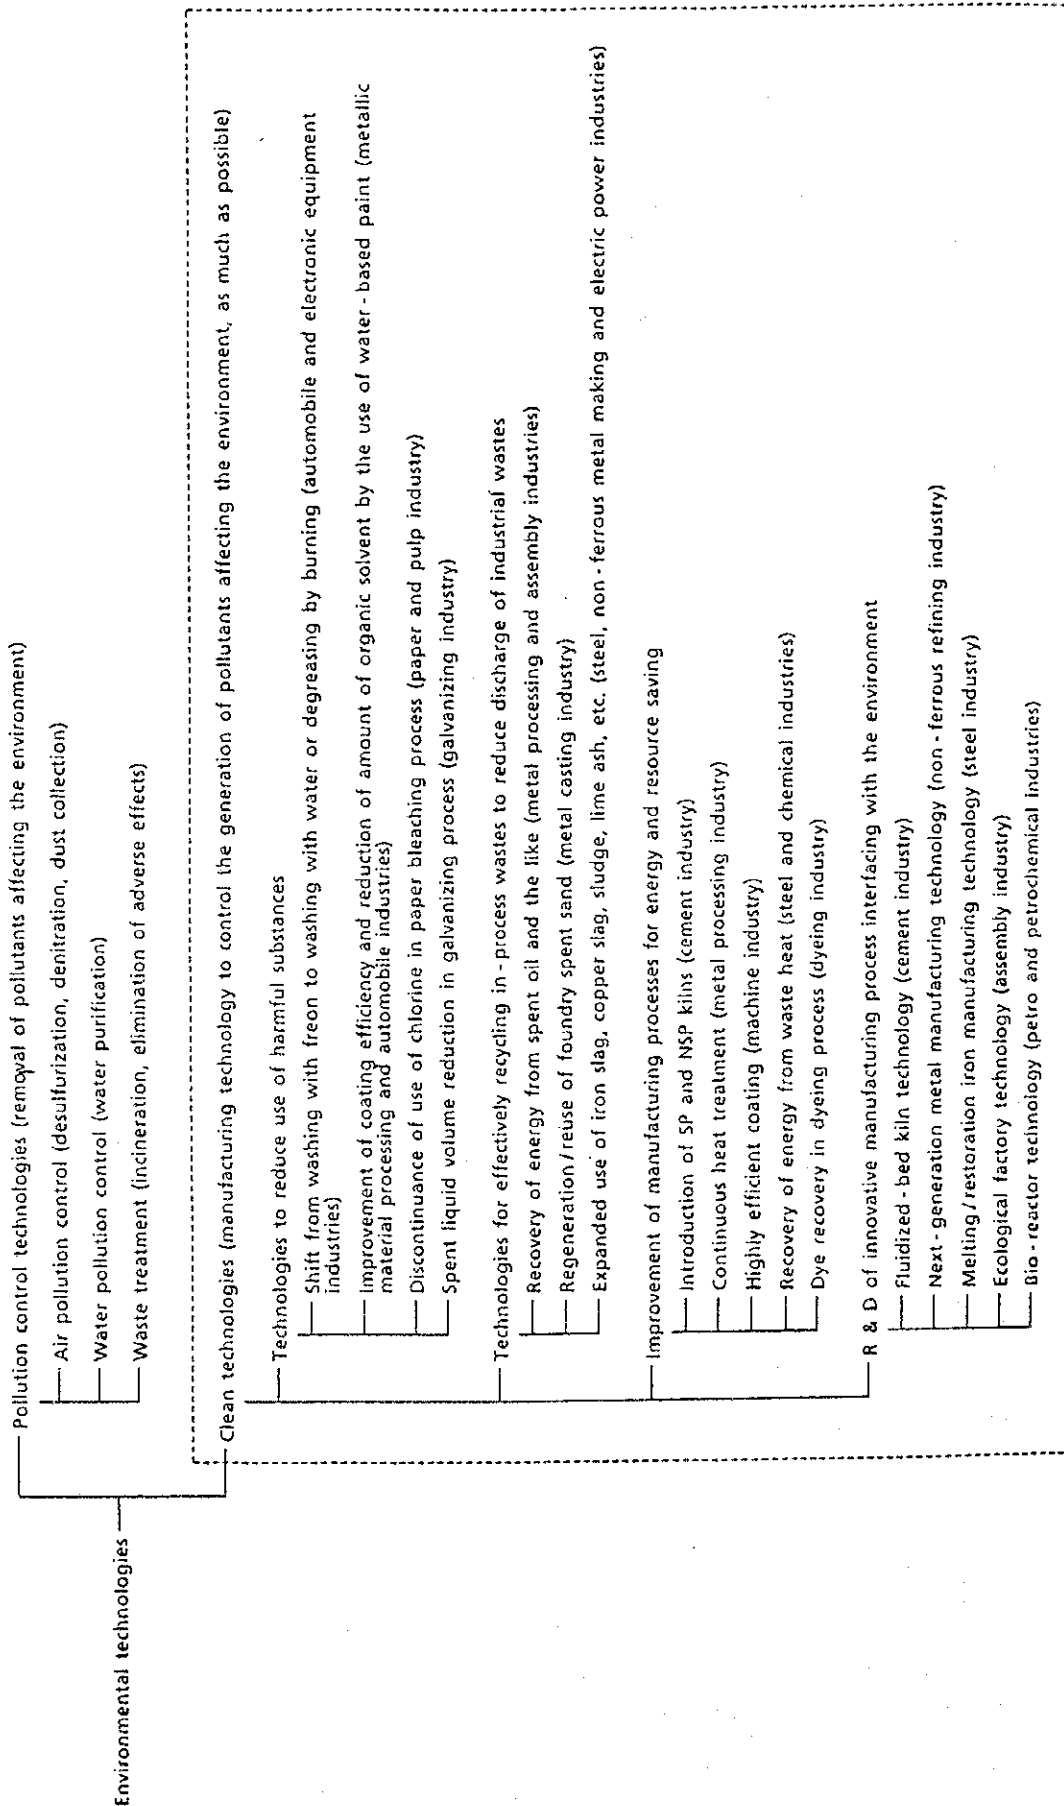 Environmental technologies
Pollution control technologies (removal of pollutants affecting the environment)
Air pollution control (desulfurization, denitration, dust collection)
Water pollution control (water purification)
Waste treatment (incineration, elimination of adverse effects)
Clean technologies (manufacturing technology to control the generation of pollutants affecting the environment, as much as possible)
Technologies to reduce use of harmful substances
Shift from washing with freon to washing with water or degreasing by burning (automobile and electronic equipment
industries)
Improvement of coating efficiency and reduction of amount of organic solvent by the use of water-based paint (metallic
material processing and automobile industries)
Discontinuance of use of chlorine in paper bleaching process (paper and pulp industry)
Spent liquid volume reduction in galvanizing process (galvanizing industry)
Technologies for effectively recycling in-process wastes to reduce discharge of industrial wastes
Recovery of energy from spent oil and the like (metal processing and assembly industries)
Regeneration/reuse of foundry spent sand (metal casting industry)
Expanded use of iron slag, copper slag, sludge, lime ash, etc. (steel, non-ferrous metal making and electric power industries)
Improvement of manufacturing processes for energy and resource saving
Introduction of SP and NSP kilns (cement industry)
Continuous heat treatment (metal processing industry)
Highly efficient coating (machine industry)
Recovery of energy from waste heat (steel and chemical industries)
Dye recovery in dyeing process (dyeing industry)
R & D of innovative manufacturing process interfacing with the environment
Fluidized-bed kiln technology (cement industry)
Next-generation metal manufacturing technology (non-ferrous refining industry)
Melting/restoration iron manufacturing technology (steel industry)
Ecological factory technology (assembly industry)
Bio-reactor technology (petro and petrochemical industries)